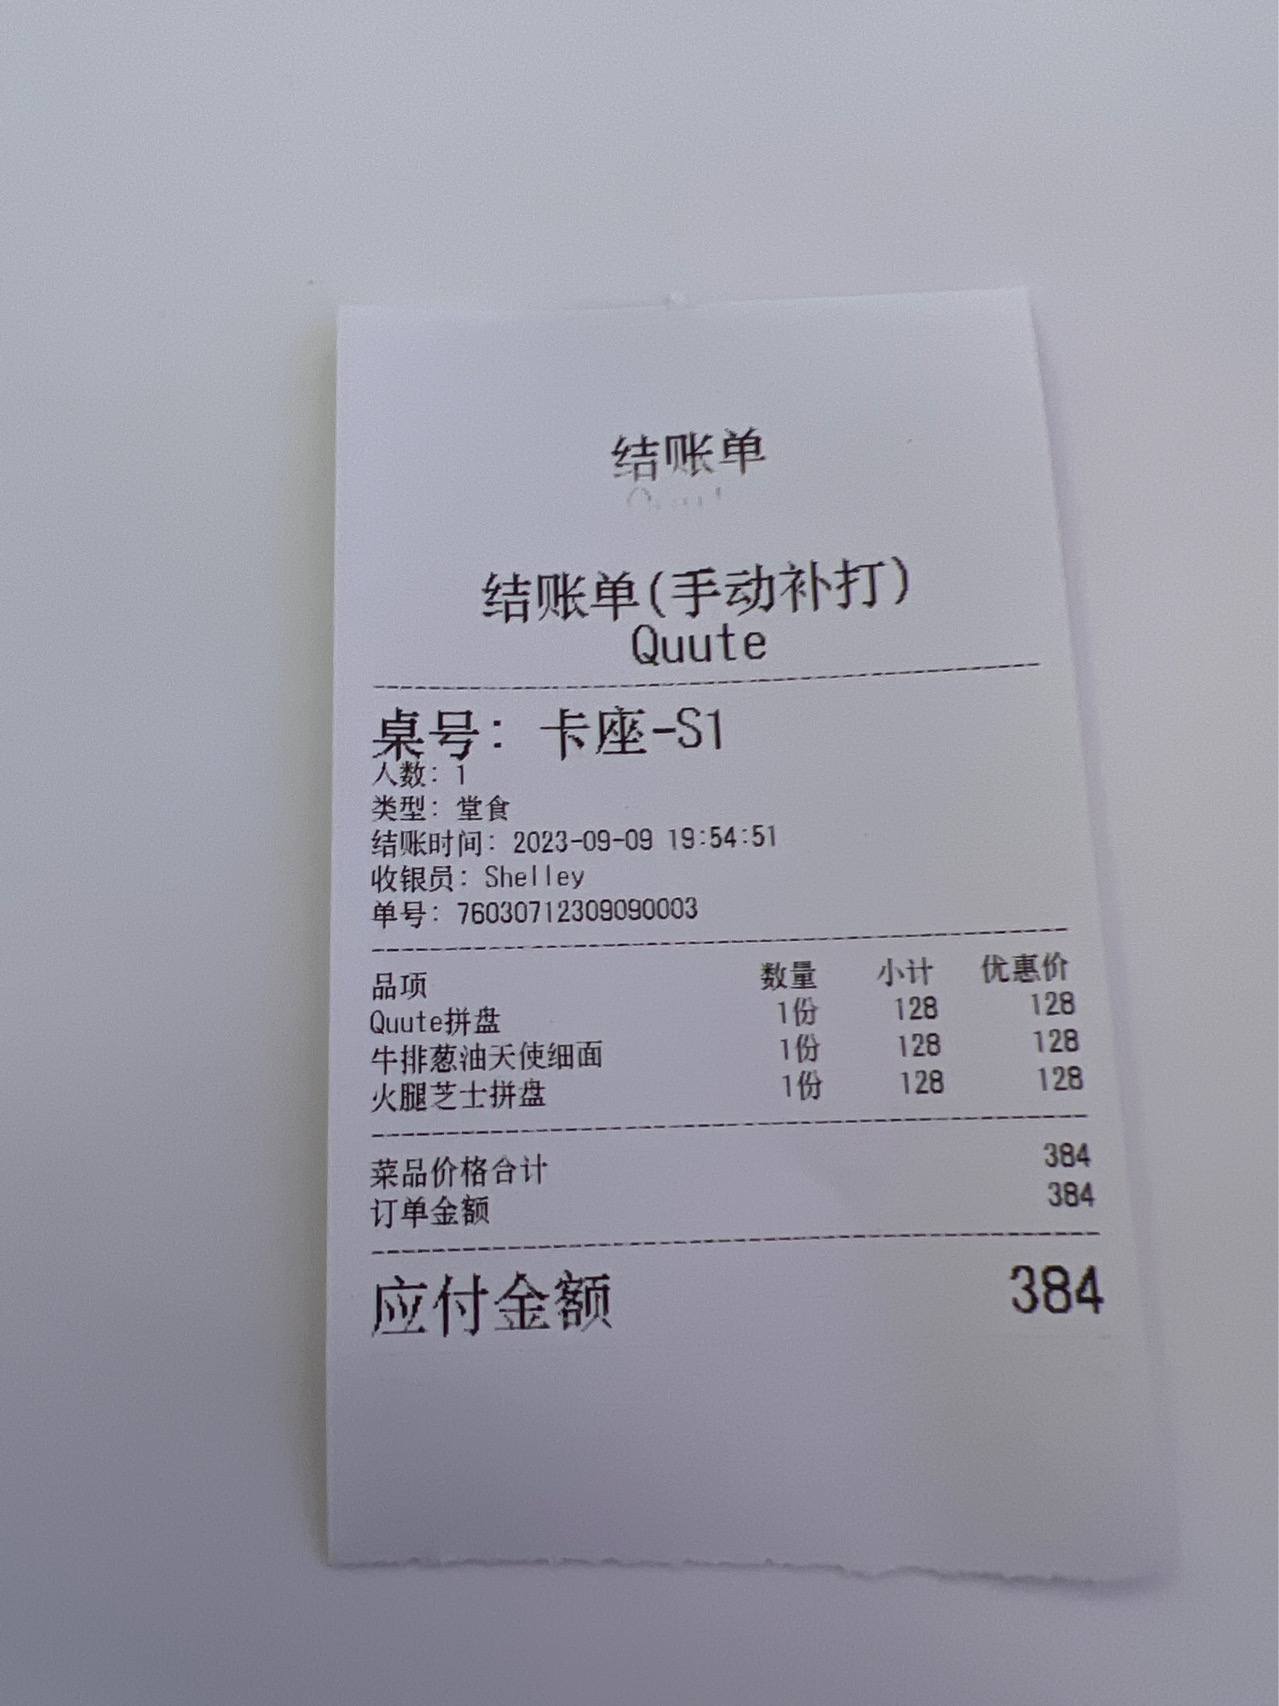 结账单
结账单(手动补打)
Quute
桌号: 卡座-S1
人数: 1
类型: 堂食
结账时间: 2023-09-09 19:54:51
收银员: Shelley
单号: 76030712309090003
品项 数量 小计 优惠价
Quute拼盘 1份 128 128
牛排葱油天使细面 1份 128 128
火腿芝士拼盘 1份 128 128
菜品价格合计 384
订单金额 384
应付金额 384